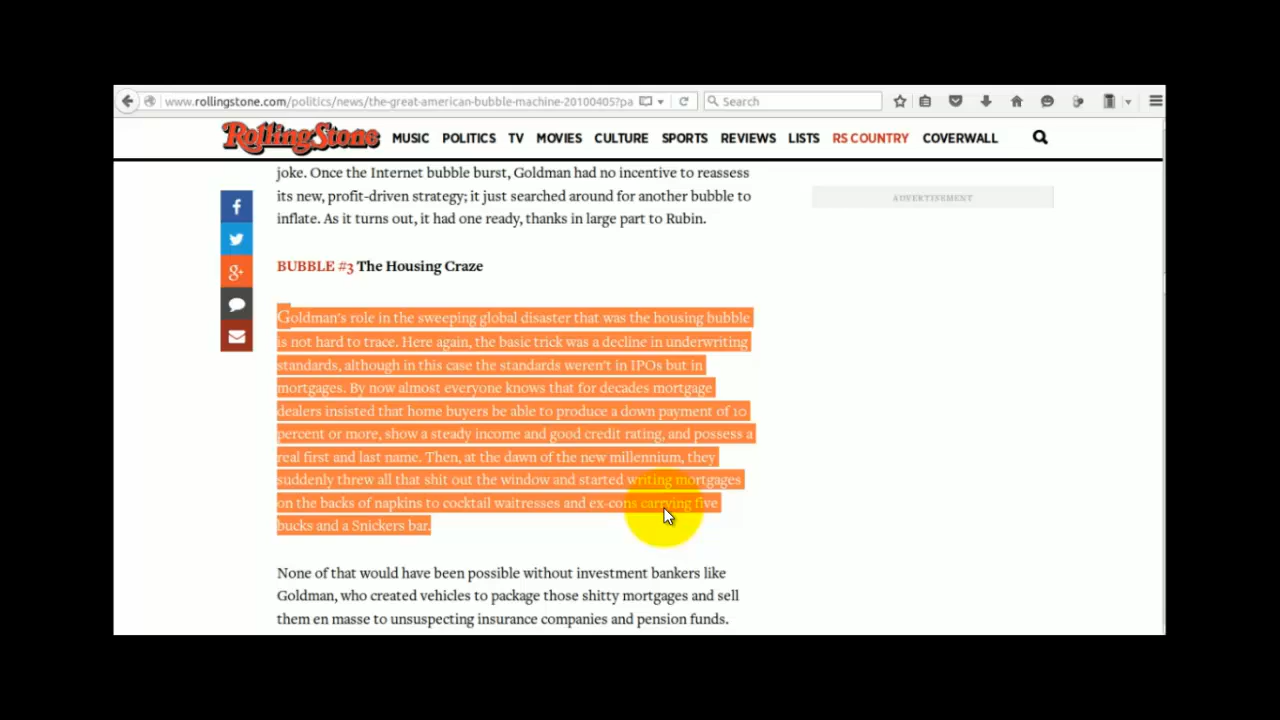 www.rollingstone.com/politics/news/the-great-american-bubble-machine-20100405?pa
Search
RollingStone
MUSIC POLITICS TV MOVIES CULTURE SPORTS REVIEWS LISTS RS COUNTRY COVERWALL
joke. Once the Internet bubble burst, Goldman had no incentive to reassess
its new, profit-driven strategy; it just searched around for another bubble to
inflate. As it turns out, it had one ready, thanks in large part to Rubin.
ADVERTISEMENT
BUBBLE #3 The Housing Craze
Goldman's role in the sweeping global disaster that was the housing bubble
is not hard to trace. Here again, the basic trick was a decline in underwriting
standards, although in this case the standards weren't in IPOs but in
mortgages. By now almost everyone knows that for decades mortgage
dealers insisted that home buyers be able to produce a down payment of 10
percent or more, show a steady income and good credit rating, and possess a
real first and last name. Then, at the dawn of the new millennium, they
suddenly threw all that shit out the window and started writing mortgages
on the backs of napkins to cocktail waitresses and ex-cons carrying five
bucks and a Snickers bar.
None of that would have been possible without investment bankers like
Goldman, who created vehicles to package those shitty mortgages and sell
them en masse to unsuspecting insurance companies and pension funds.